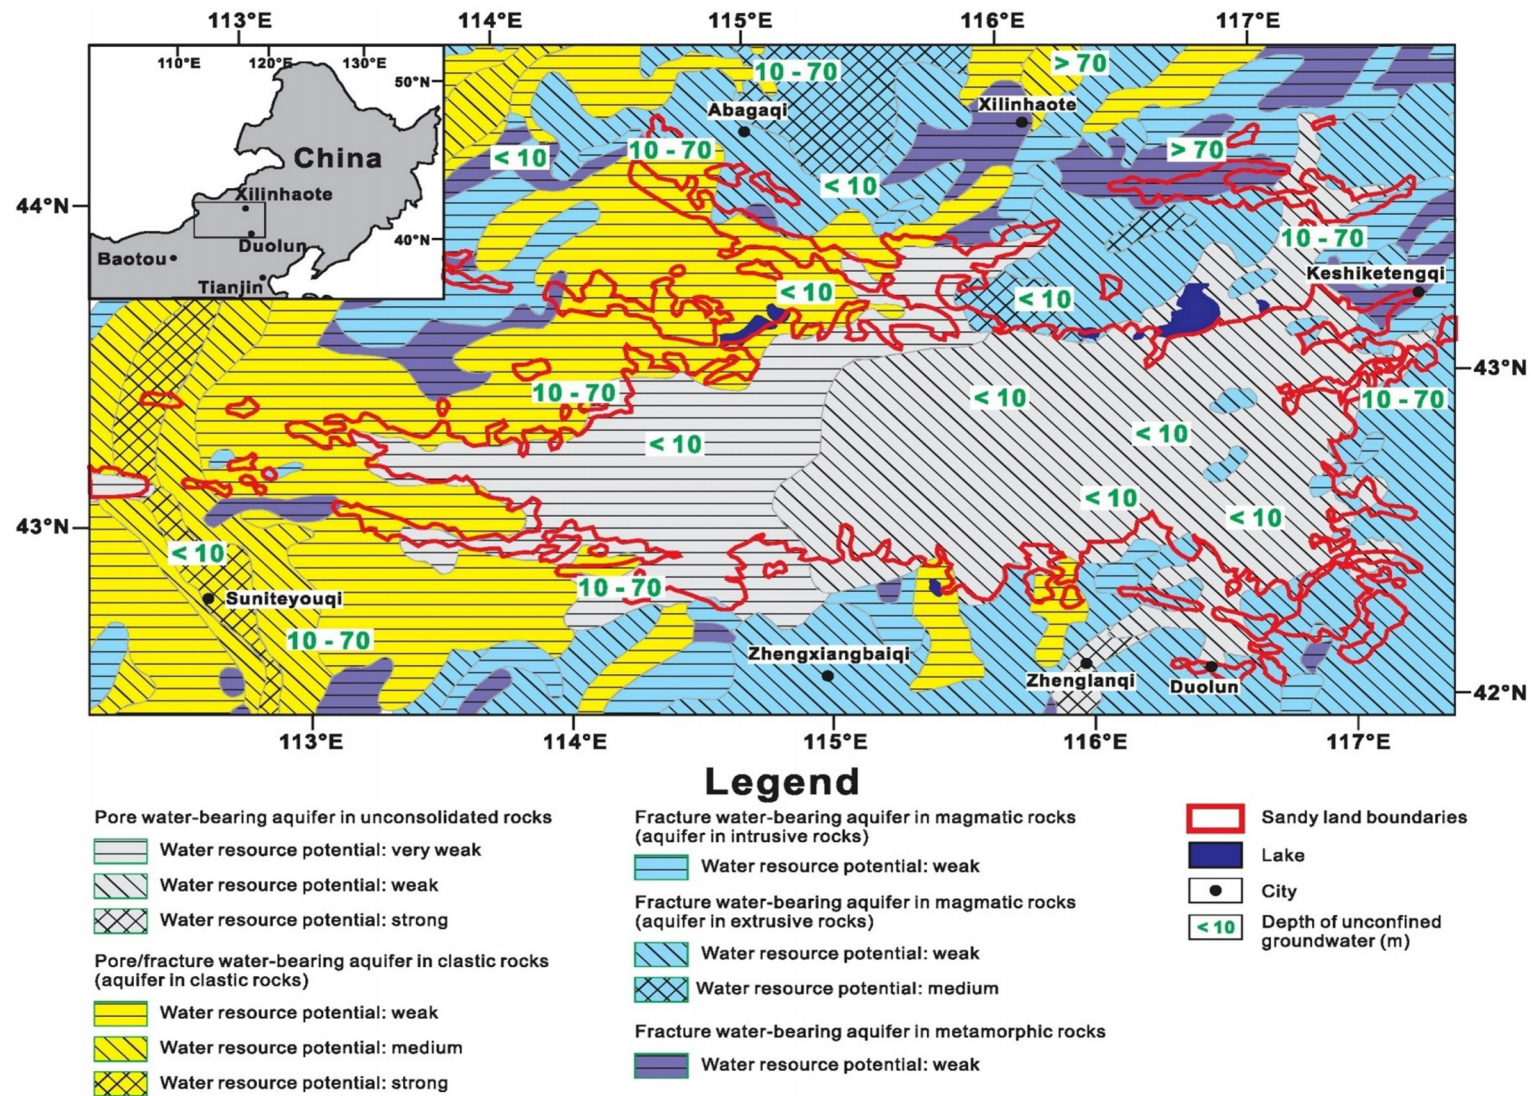 113°E 114°E 115°E 116°E 117°E
110°E 120°E 130°E
50°N
40°N
China
Xilinhaote
Duolun
Baotou
Tianjin
10 - 70
> 70
Abagaqi
Xilinhaote
< 10
10 - 70
> 70
< 10
44°N
10 - 70
Keshiketengqi
< 10
< 10
43°N
10 - 70
< 10
10 - 70
< 10
< 10
< 10
< 10
43°N
< 10
10 - 70
Suniteyouqi
10 - 70
Zhengxiangbaiqi
Zhenglanqi
Duolun
42°N
113°E 114°E 115°E 116°E 117°E
Legend
Pore water-bearing aquifer in unconsolidated rocks
Water resource potential: very weak
Water resource potential: weak
Water resource potential: strong
Pore/fracture water-bearing aquifer in clastic rocks
(aquifer in clastic rocks)
Water resource potential: weak
Water resource potential: medium
Water resource potential: strong
Fracture water-bearing aquifer in magmatic rocks
(aquifer in intrusive rocks)
Water resource potential: weak
Fracture water-bearing aquifer in magmatic rocks
(aquifer in extrusive rocks)
Water resource potential: weak
Water resource potential: medium
Fracture water-bearing aquifer in metamorphic rocks
Water resource potential: weak
Sandy land boundaries
Lake
City
< 10
Depth of unconfined
groundwater (m)